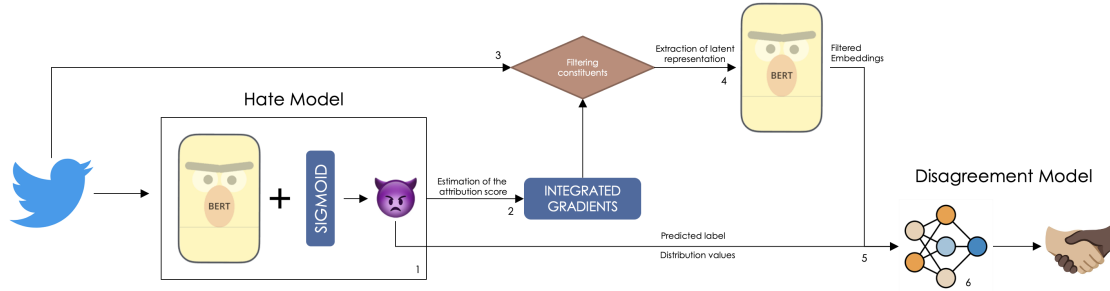 3
Filtering
constituents
Extraction of latent
representation
4
BERT
Filtered
Embeddings
Hate Model
BERT
+
SIGMOID
Estimation of the
attribution score
2
INTEGRATED
GRADIENTS
1
Predicted label
Distribution values
5
Disagreement Model
6